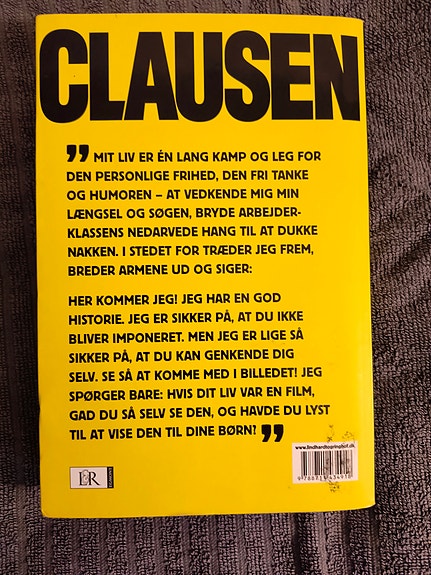 CLAUSEN
” MIT LIV ER ÉN LANG KAMP OG LEG FOR
DEN PERSONLIGE FRIHED, DEN FRI TANKE
OG HUMOREN – AT VEDKENDE MIG MIN
LÆNGSEL OG SØGEN, BRYDE ARBEJDER-
KLASSENS NEDARVEDE HANG TIL AT DUKKE
NAKKEN. I STEDET FOR TRÆDER JEG FREM,
BREDER ARMENE UD OG SIGER:
HER KOMMER JEG! JEG HAR EN GOD
HISTORIE. JEG ER SIKKER PÅ, AT DU IKKE
BLIVER IMPONERET. MEN JEG ER LIGE SÅ
SIKKER PÅ, AT DU KAN GENKENDE DIG
SELV. SE SÅ AT KOMME MED I BILLEDET! JEG
SPØRGER BARE: HVIS DIT LIV VAR EN FILM,
GAD DU SÅ SELV SE DEN, OG HAVDE DU LYST
TIL AT VISE DEN TIL DINE BØRN? ”
www.lindhardtogringhof.dk
L&R